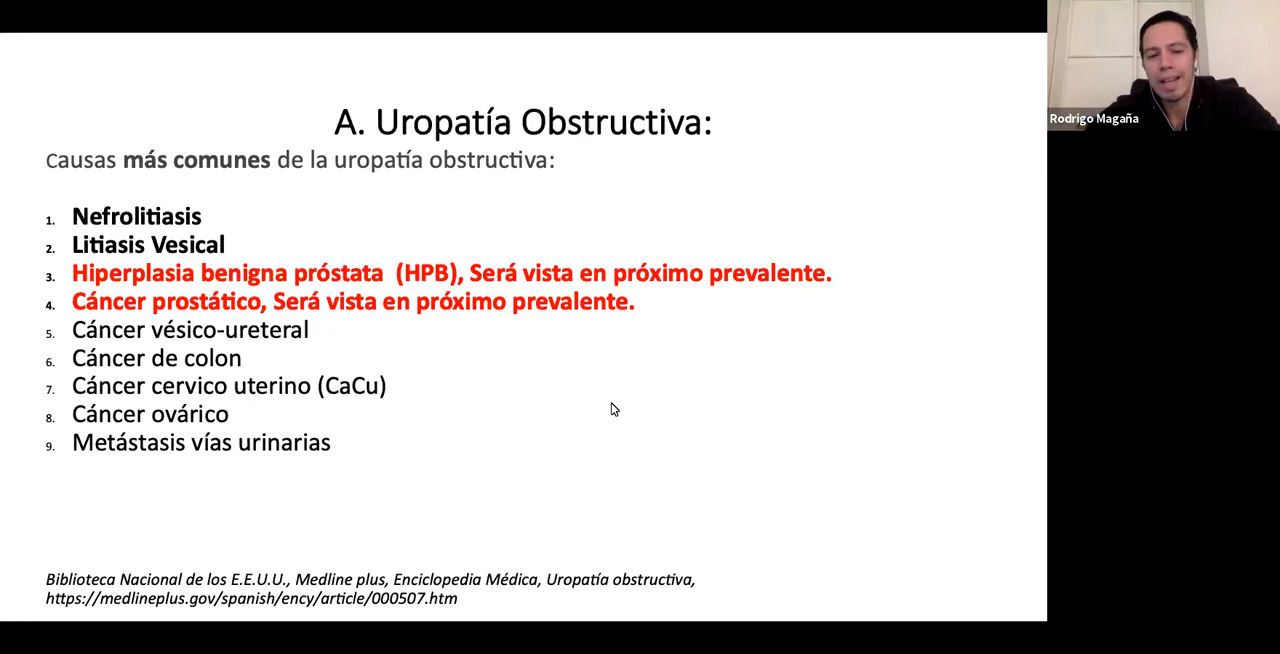 A. Uropatía Obstructiva:
Causas más comunes de la uropatía obstructiva:
1. Nefrolitiasis
2. Litiasis Vesical
3. Hiperplasia benigna próstata (HPB), Será vista en próximo prevalente.
4. Cáncer prostático, Será vista en próximo prevalente.
5. Cáncer vésico-ureteral
6. Cáncer de colon
7. Cáncer cervico uterino (CaCu)
8. Cáncer ovárico
9. Metástasis vías urinarias
Biblioteca Nacional de los E.E.U.U., Medline plus, Enciclopedia Médica, Uropatía obstructiva,
https://medlineplus.gov/spanish/ency/article/000507.htm
Rodrigo Magaña